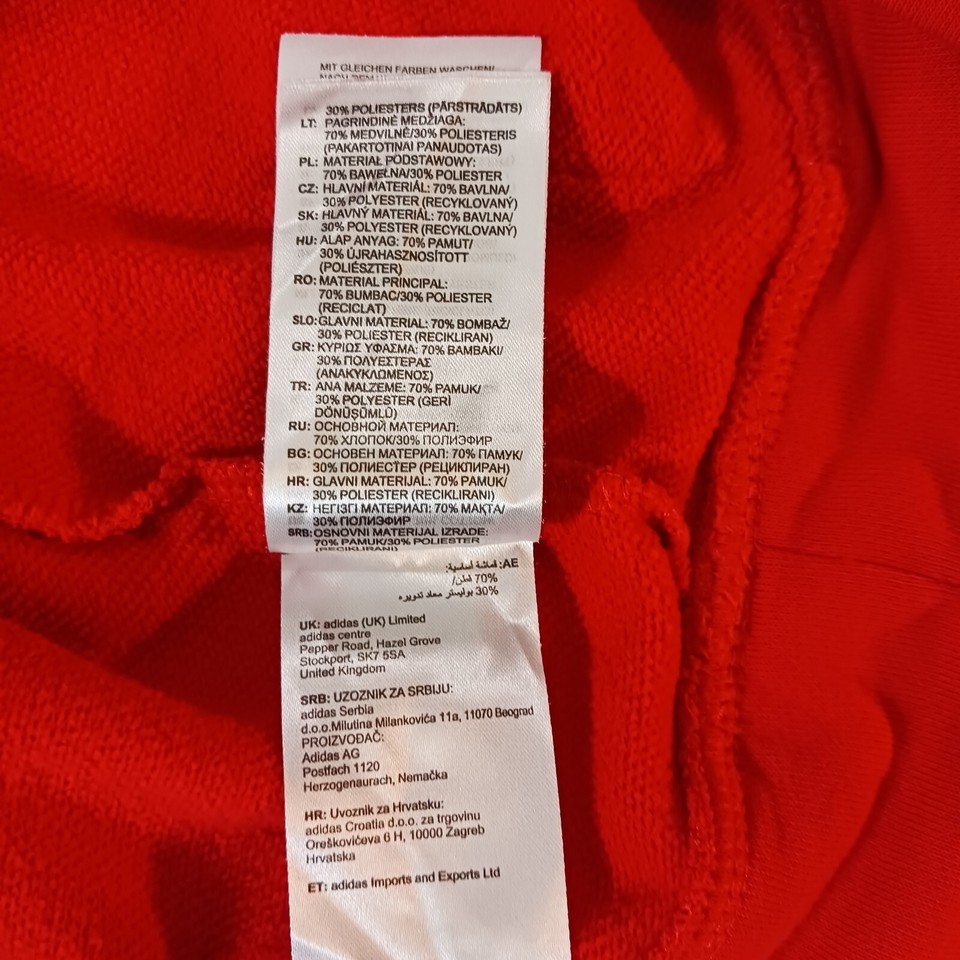 MIT GLEICHEN FARBEN WASCHEN/
30% POLIESTERS (PĀRSTRĀDĀTS)
LT: PAGRINDINĖ MEDŽIAGA:
70% MEDVILNĖ/30% POLIESTERIS
(PAKARTOTINAI PANAUDOTAS)
PL: MATERIAŁ PODSTAWOWY:
70% BAWEŁNA/30% POLIESTER
CZ: HLAVNÍ MATERIÁL: 70% BAVLNA/
30% POLYESTER (RECYKLOVANÝ)
SK: HLAVNÝ MATERIÁL: 70% BAVLNA/
30% POLYESTER (RECYKLOVANÝ)
HU: ALAP ANYAG: 70% PAMUT/
30% ÚJRAHASZNOSÍTOTT
(POLIÉSZTER)
RO: MATERIAL PRINCIPAL:
70% BUMBAC/30% POLIESTER
(RECICLAT)
SLO: GLAVNI MATERIAL: 70% BOMBAŽ/
30% POLIESTER (RECIKLIRAN)
GR: ΚΥΡΙΩΣ ΥΦΑΣΜΑ: 70% ΒΑΜΒΑΚΙ/
30% ΠΟΛΥΕΣΤΕΡΑΣ
(ΑΝΑΚΥΚΛΩΜΕΝΟΣ)
TR: ANA MALZEME: 70% PAMUK/
30% POLYESTER (GERİ
DÖNÜŞÜMLÜ)
RU: ОСНОВНОЙ МАТЕРИАЛ:
70% ХЛОПОК/30% ПОЛИЭФИР
BG: ОСНОВЕН МАТЕРИАЛ: 70% ПАМУК/
30% ПОЛИЕСТЕР (РЕЦИКЛИРАН)
HR: GLAVNI MATERIJAL: 70% PAMUK/
30% POLIESTER (RECIKLIRANI)
KZ: НЕГІЗГІ МАТЕРИАЛ: 70% МАҚТА/
30% ПОЛИЭФИР
SRB: OSNOVNI MATERIJAL IZRADE:
70% PAMUK/30% POLIESTER
(RECIKLIRANI)
AE: قماشة أساسية:
70% قطن/
30% بوليستر معاد تدويره
UK: adidas (UK) Limited
adidas centre
Pepper Road, Hazel Grove
Stockport, SK7 5SA
United Kingdom
SRB: UZOZNIK ZA SRBIJU:
adidas Serbia
d.o.o.Milutina Milankovića 11a, 11070 Beograd
PROIZVOĐAČ:
Adidas AG
Postfach 1120
Herzogenaurach, Nemačka
HR: Uvoznik za Hrvatsku:
adidas Croatia d.o.o. za trgovinu
Oreškovićeva 6 H, 10000 Zagreb
Hrvatska
ET: adidas Imports and Exports Ltd